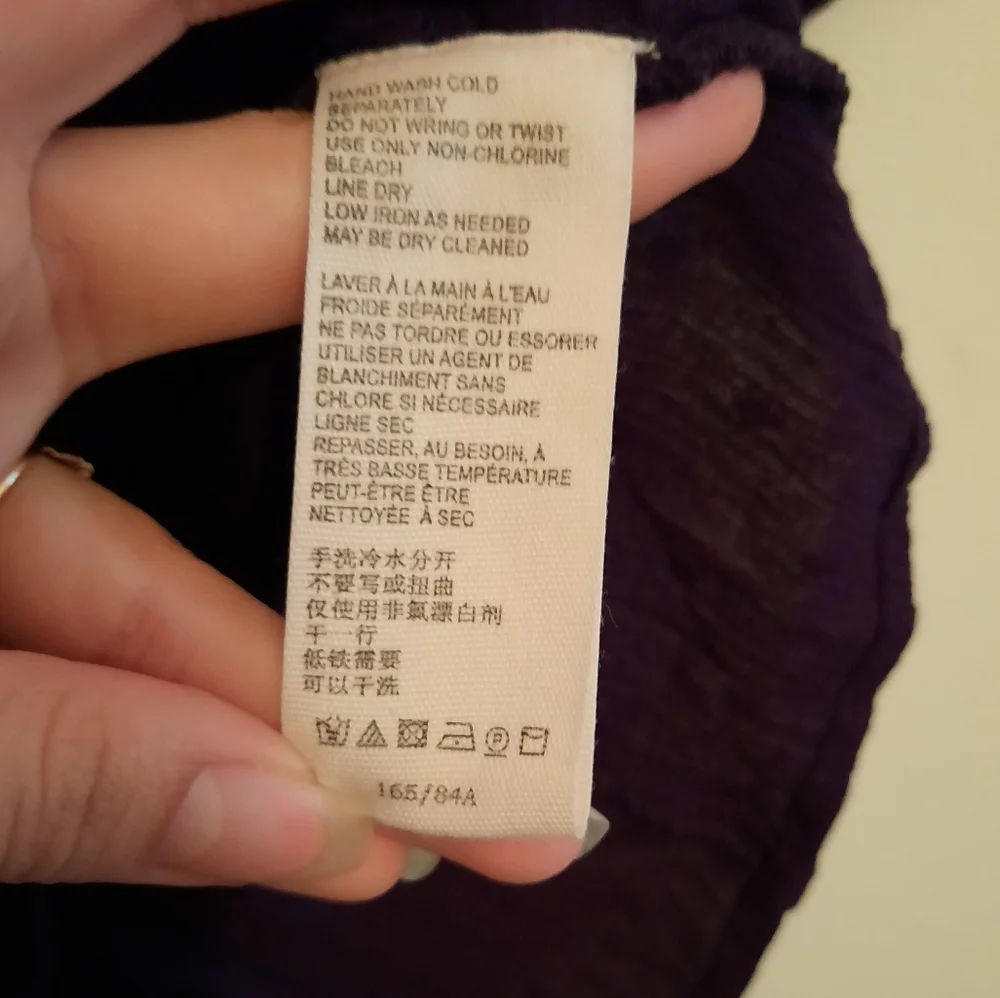 HAND WASH COLD
SEPARATELY
DO NOT WRING OR TWIST
USE ONLY NON-CHLORINE
BLEACH
LINE DRY
LOW IRON AS NEEDED
MAY BE DRY CLEANED
LAVER À LA MAIN À L'EAU
FROIDE SÉPARÉMENT
NE PAS TORDRE OU ESSORER
UTILISER UN AGENT DE
BLANCHIMENT SANS
CHLORE SI NÉCESSAIRE
LIGNE SEC
REPASSER, AU BESOIN, À
TRÈS BASSE TEMPÉRATURE
PEUT-ÊTRE ÊTRE
NETTOYÉE À SEC
手洗冷水分开
不要写或扭曲
仅使用非氯漂白剂
干一行
低铁需要
可以干洗
P
165/84A